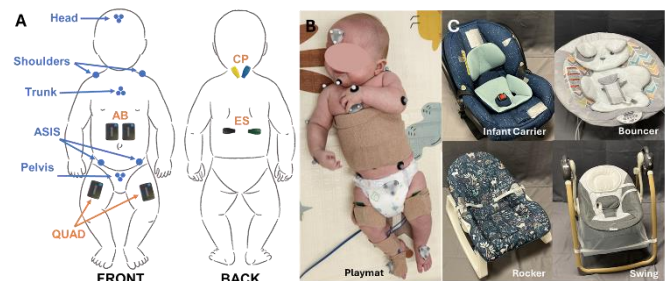 A
Head
Shoulders
Trunk
AB
ASIS
Pelvis
QUAD
FRONT
CP
ES
BACK
B
Playmat
C
Infant Carrier
Bouncer
Rocker
Swing